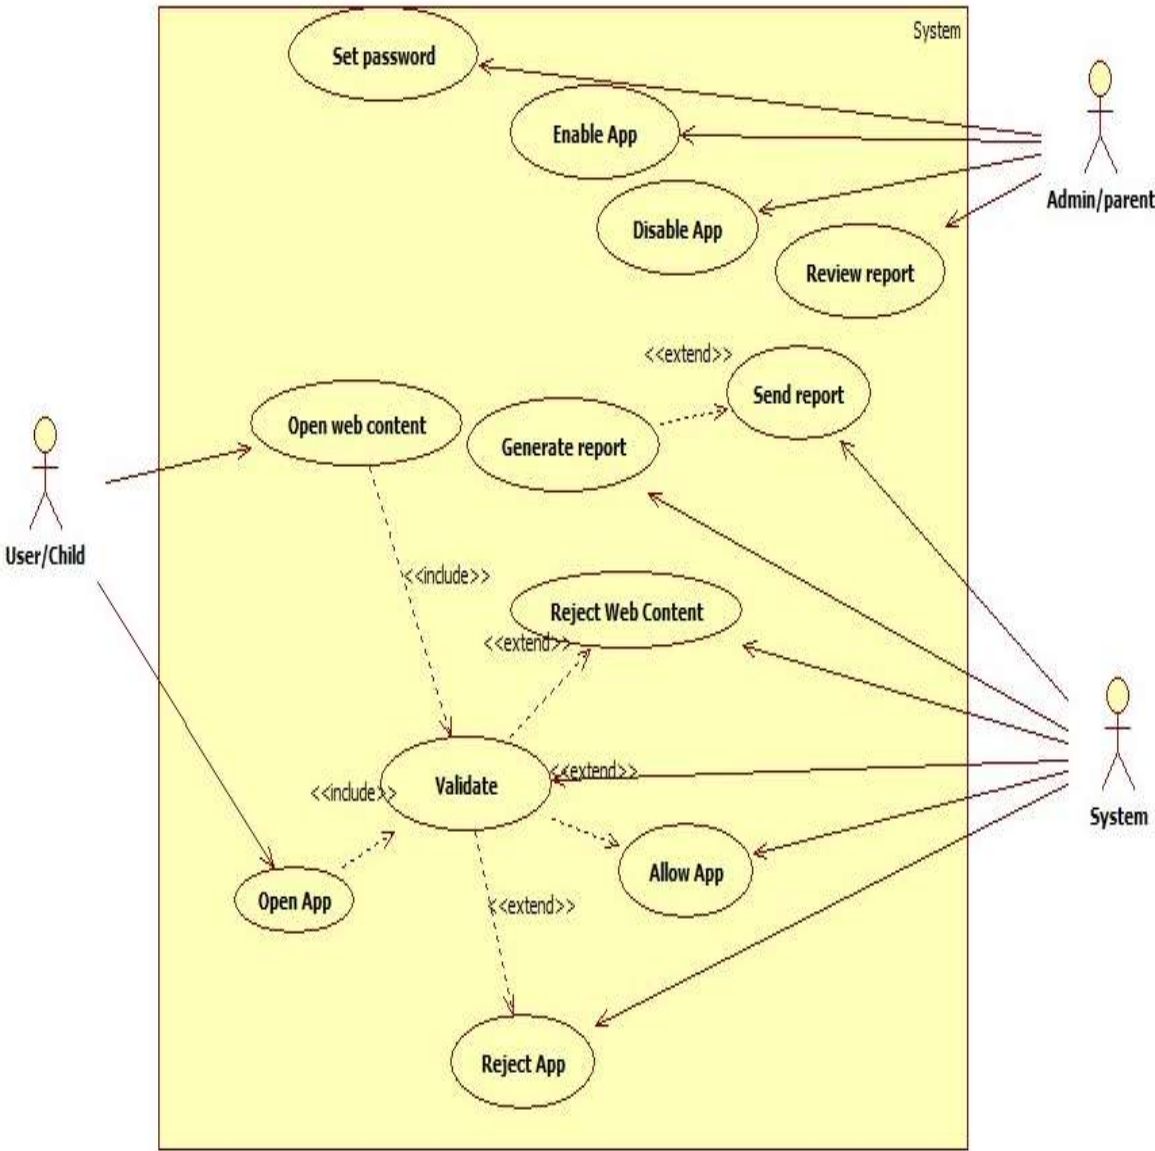 System
Set password
Enable App
Admin/parent
Disable App
Review report
<<extend>>
Send report
Open web content
Generate report
User/Child
<<include>>
Reject Web Content
<<extend>>
<<extend>>
Validate
<<include>>
System
Allow App
Open App
<<extend>>
Reject App